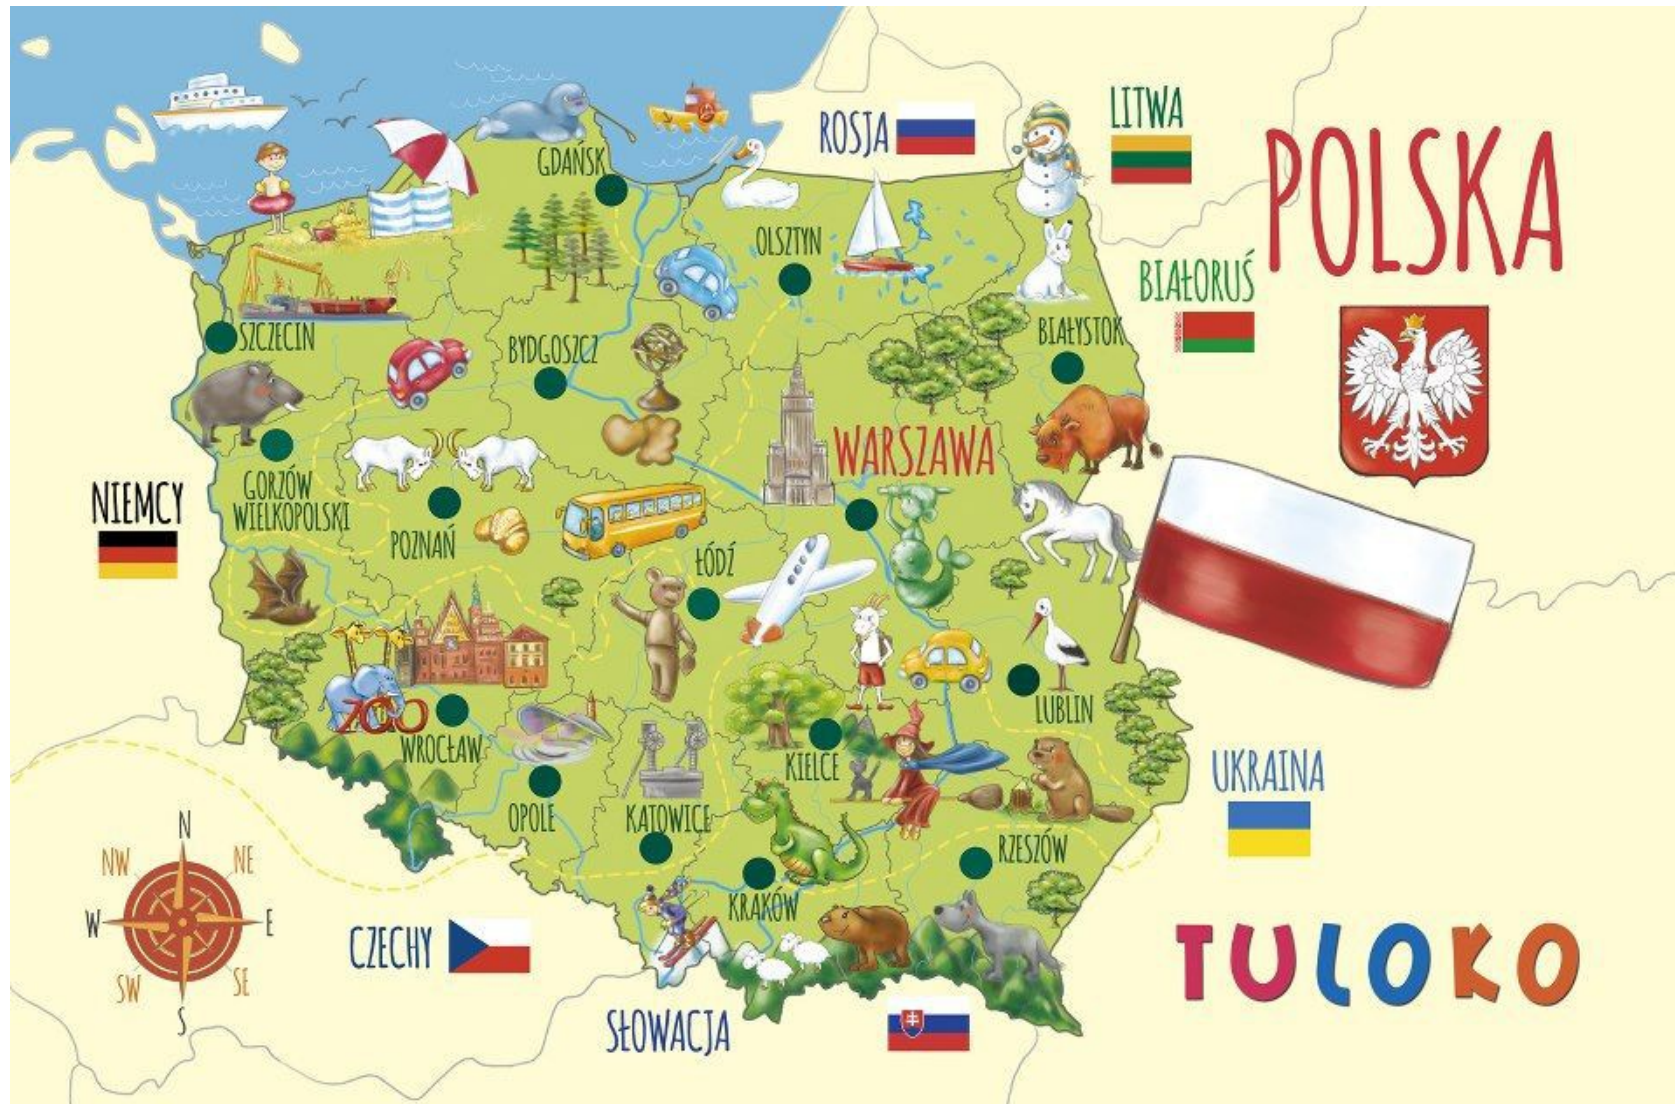 POLSKA
ROSJA
LITWA
BIAŁORUŚ
GDAŃSK
OLSZTYN
SZCZECIN
BYDGOSZCZ
BIAŁYSTOK
WARSZAWA
NIEMCY
GORZÓW
WIELKOPOLSKI
POZNAŃ
ŁÓDŹ
ZOO
WROCŁAW
LUBLIN
KIELCE
OPOLE
KATOWICE
RZESZÓW
KRAKÓW
UKRAINA
N
NW
NE
W
E
SW
SE
S
CZECHY
SŁOWACJA
TULOKO